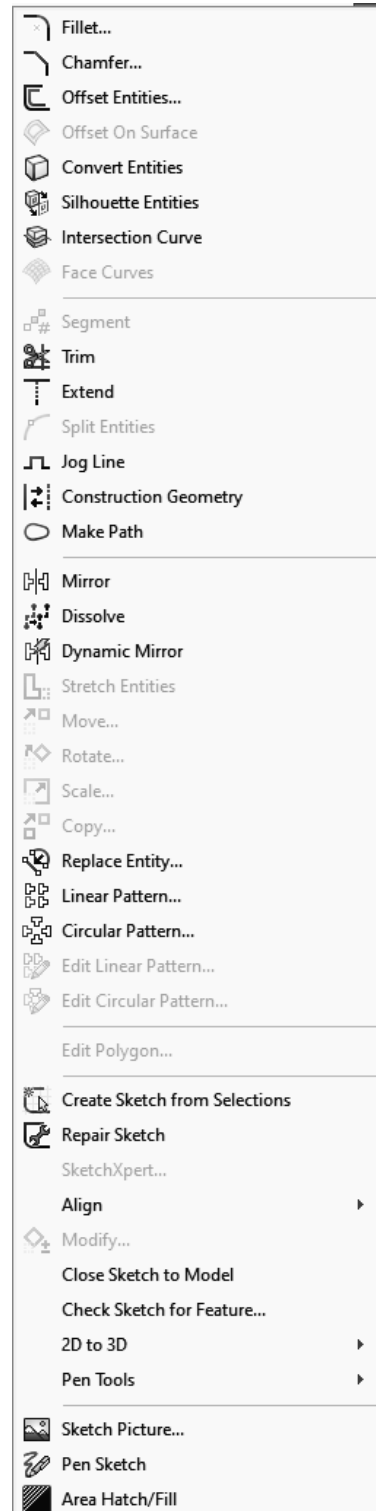 Fillet...
Chamfer...
Offset Entities...
Offset On Surface
Convert Entities
Silhouette Entities
Intersection Curve
Face Curves
Segment
Trim
Extend
Split Entities
Jog Line
Construction Geometry
Make Path
Mirror
Dissolve
Dynamic Mirror
Stretch Entities
Move...
Rotate...
Scale...
Copy...
Replace Entity...
Linear Pattern...
Circular Pattern...
Edit Linear Pattern...
Edit Circular Pattern...
Edit Polygon...
Create Sketch from Selections
Repair Sketch
SketchXpert...
Align
Modify...
Close Sketch to Model
Check Sketch for Feature...
2D to 3D
Pen Tools
Sketch Picture...
Pen Sketch
Area Hatch/Fill